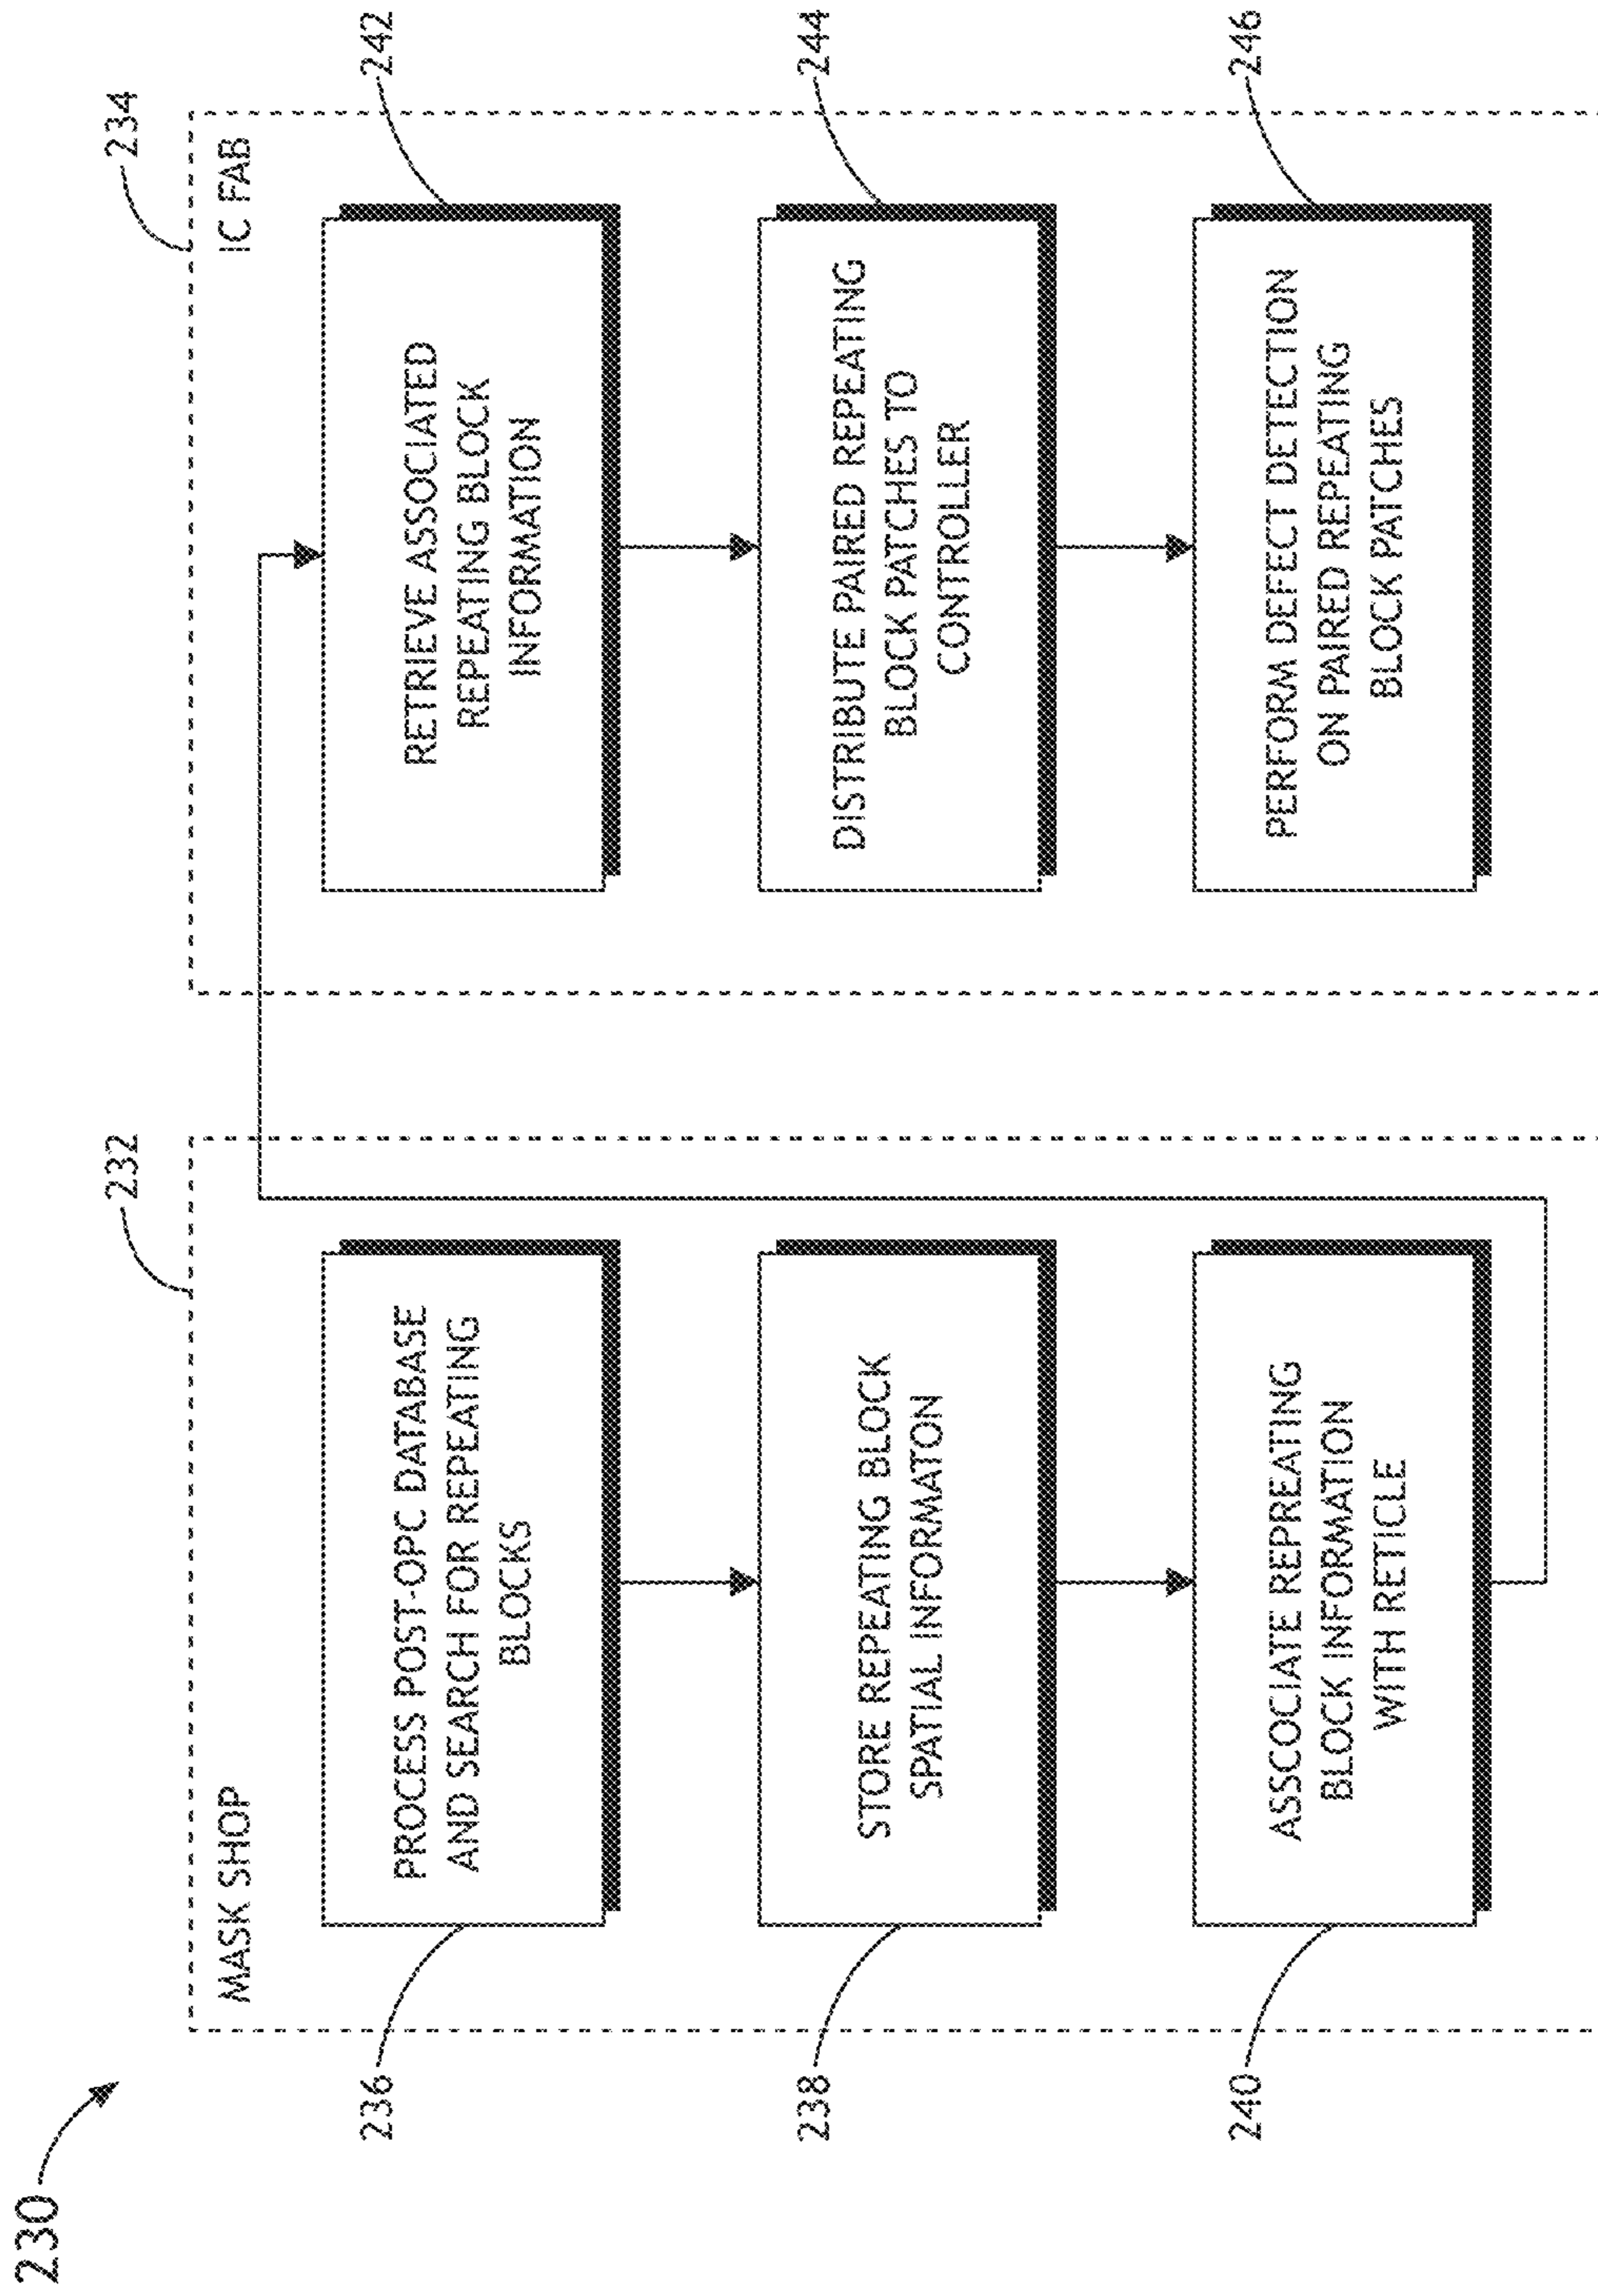 230
232
MASK SHOP
236
PROCESS POST-OPC DATABASE
AND SEARCH FOR REPEATING
BLOCKS
238
STORE REPEATING BLOCK
SPATIAL INFORMATON
240
ASSCOCIATE REPREATING
BLOCK INFORMATION
WITH RETICLE
234
IC FAB
242
RETRIEVE ASSOCIATED
REPEATING BLOCK
INFORMATION
244
DISTRIBUTE PAIRED REPEATING
BLOCK PATCHES TO
CONTROLLER
246
PERFORM DEFECT DETECTION
ON PAIRED REPEATING
BLOCK PATCHES